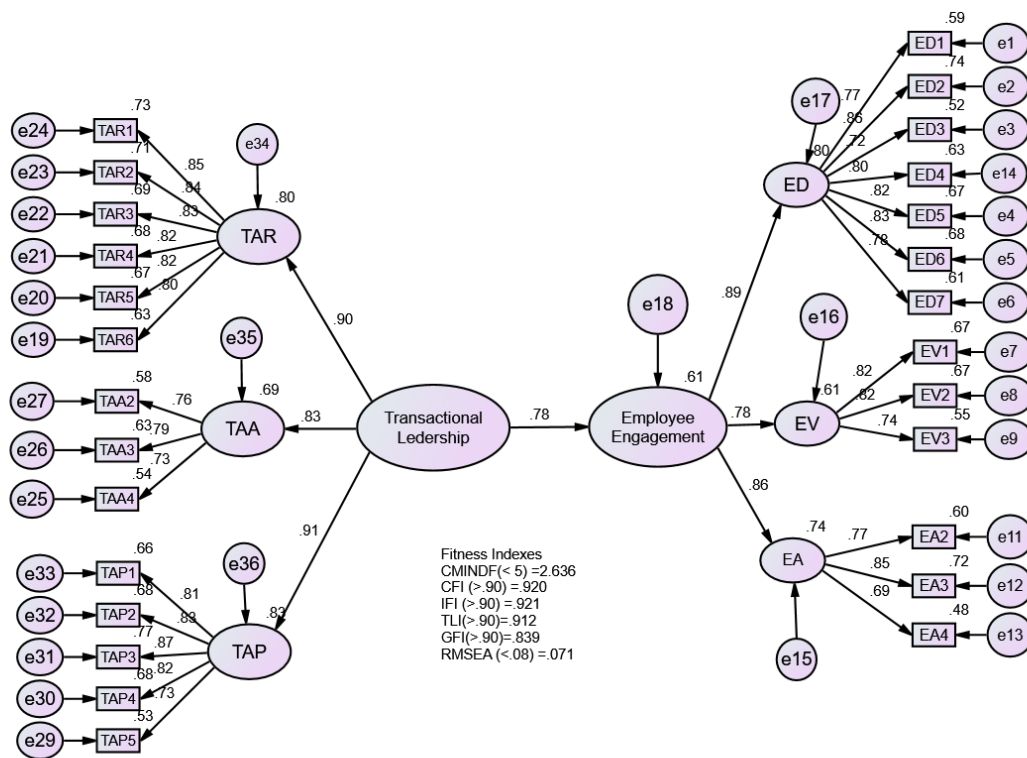 e24
.73
TAR1
e23
.71
TAR2
e22
.69
TAR3
e21
.68
TAR4
e20
.67
TAR5
e19
.63
TAR6
.85
.84
.83
.82
.82
.80
e34
.80
TAR
.90
e27
.58
TAA2
e26
.63
TAA3
e25
.54
TAA4
.76
.79
.73
e35
.69
TAA
.83
e33
.66
TAP1
e32
.68
TAP2
e31
.77
TAP3
e30
.68
TAP4
e29
.53
TAP5
.81
.83
.87
.82
.73
e36
.83
TAP
.91
Transactional
Ledership
.78
e18
.61
Employee
Engagement
.89
.78
.86
e17
.80
ED
.77
.86
.72
.80
.82
.83
.78
.59
ED1
e1
.74
ED2
e2
.52
ED3
e3
.63
ED4
e14
.67
ED5
e4
.68
ED6
e5
.61
ED7
e6
e16
.61
EV
.82
.82
.74
.67
EV1
e7
.67
EV2
e8
.55
EV3
e9
.74
EA
e15
.77
.85
.69
.60
EA2
e11
.72
EA3
e12
.48
EA4
e13
Fitness Indexes
CMINDF(< 5) =2.636
CFI (>.90) =.920
IFI (>.90) =.921
TLI(>.90)=.912
GFI(>.90)=.839
RMSEA (<.08) =.071